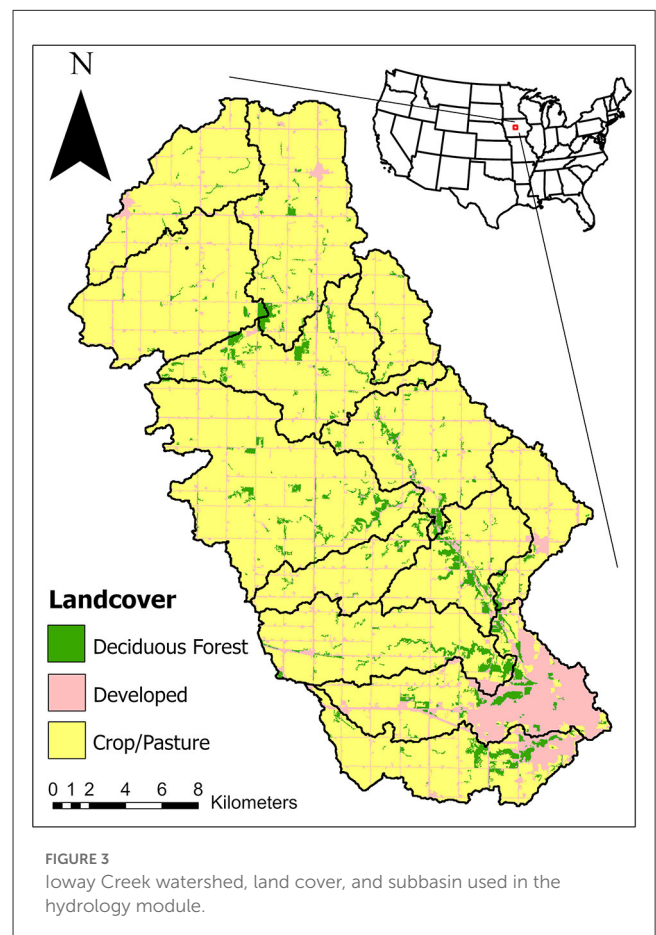 N
Landcover
Deciduous Forest
Developed
Crop/Pasture
0 1 2 4 6 8
Kilometers
FIGURE 3
Ioway Creek watershed, land cover, and subbasin used in the
hydrology module.